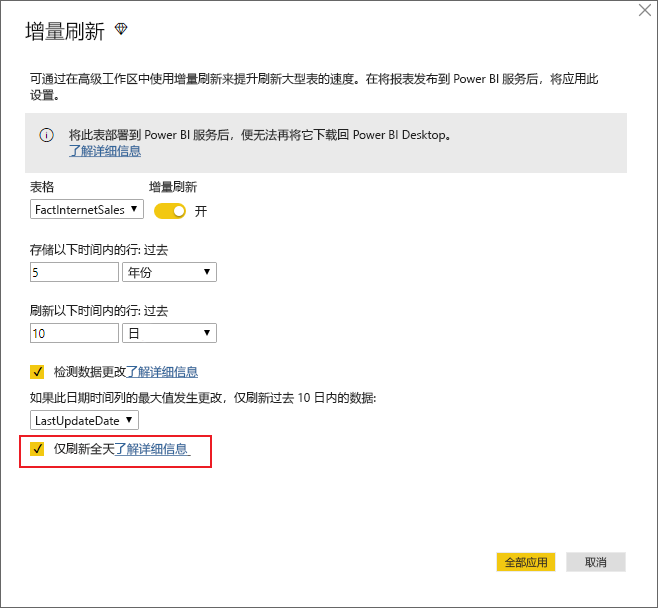 增量刷新
可通过在高级工作区中使用增量刷新来提升刷新大型表的速度。在将报表发布到 Power BI 服务后，将应用此
设置。
将此表部署到 Power BI 服务后，便无法再将它下载回 Power BI Desktop。
了解详细信息
表格 增量刷新
FactInternetSales 开
存储以下时间内的行: 过去
5 年份
刷新以下时间内的行: 过去
10 日
检测数据更改了解详细信息
如果此日期时间列的最大值发生更改，仅刷新过去 10 日内的数据:
LastUpdateDate
仅刷新全天了解详细信息
全部应用 取消